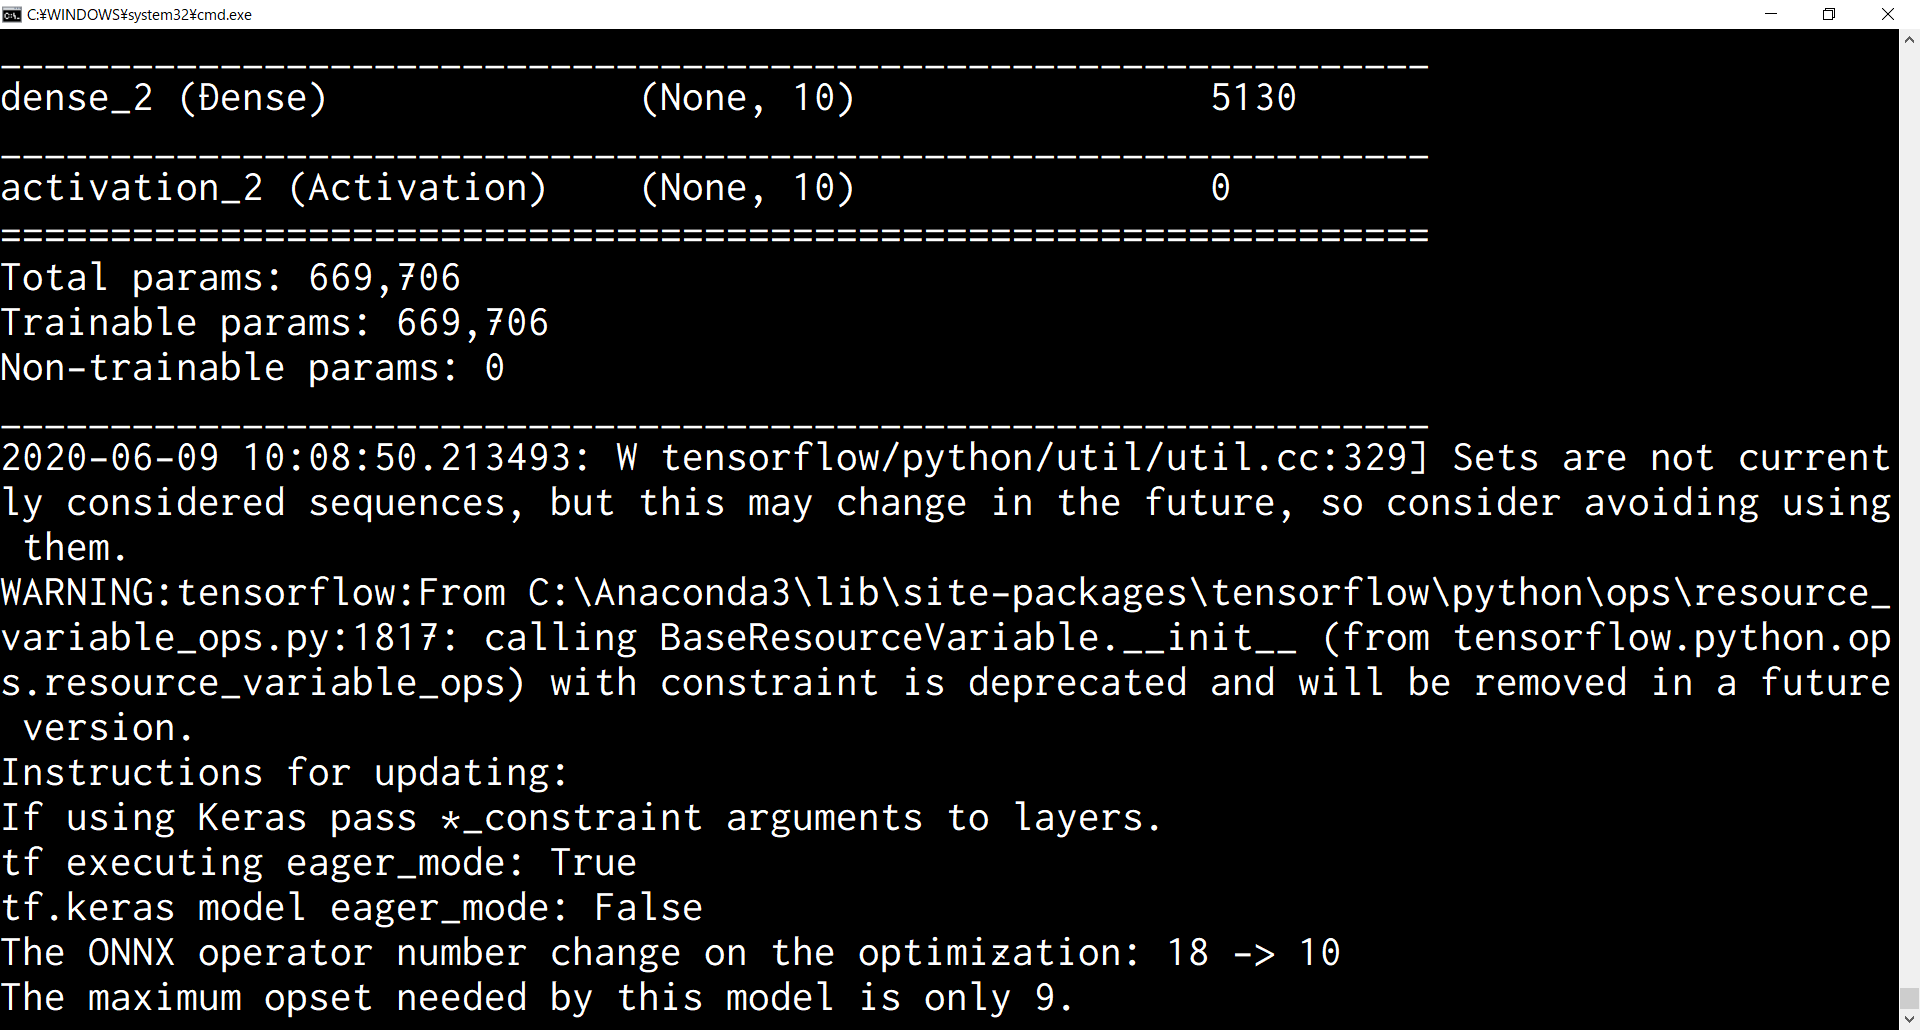 C:¥WINDOWS¥system32¥cmd.exe
_________________________________________________________________
dense_2 (Dense)              (None, 10)                5130
_________________________________________________________________
activation_2 (Activation)    (None, 10)                0
=================================================================
Total params: 669,706
Trainable params: 669,706
Non-trainable params: 0
_________________________________________________________________
2020-06-09 10:08:50.213493: W tensorflow/python/util/util.cc:329] Sets are not current
ly considered sequences, but this may change in the future, so consider avoiding using
 them.
WARNING:tensorflow:From C:\Anaconda3\lib\site-packages\tensorflow\python\ops\resource_
variable_ops.py:1817: calling BaseResourceVariable.__init__ (from tensorflow.python.op
s.resource_variable_ops) with constraint is deprecated and will be removed in a future
 version.
Instructions for updating:
If using Keras pass *_constraint arguments to layers.
tf executing eager_mode: True
tf.keras model eager_mode: False
The ONNX operator number change on the optimization: 18 -> 10
The maximum opset needed by this model is only 9.